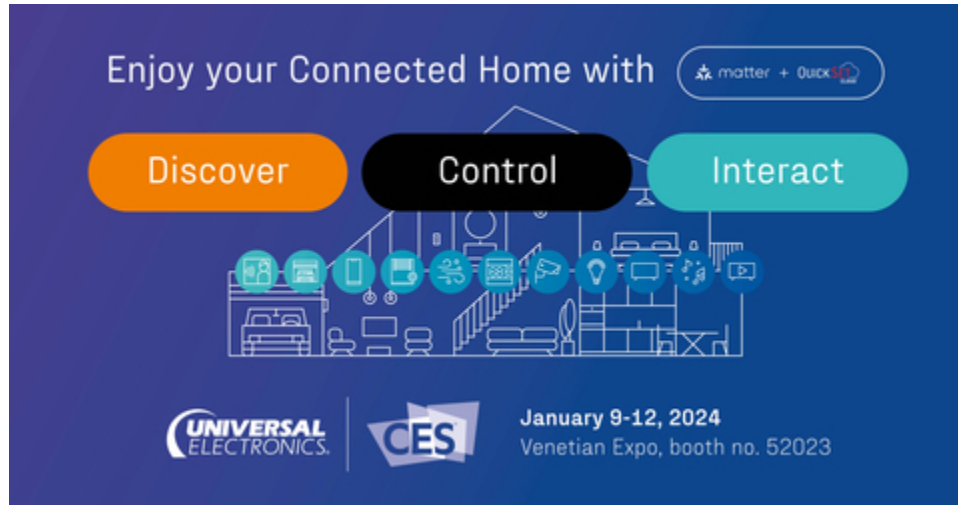 Enjoy your Connected Home with
matter + QuickSET CLOUD
Discover
Control
Interact
UNIVERSAL
ELECTRONICS.
CES
January 9-12, 2024
Venetian Expo, booth no. 52023